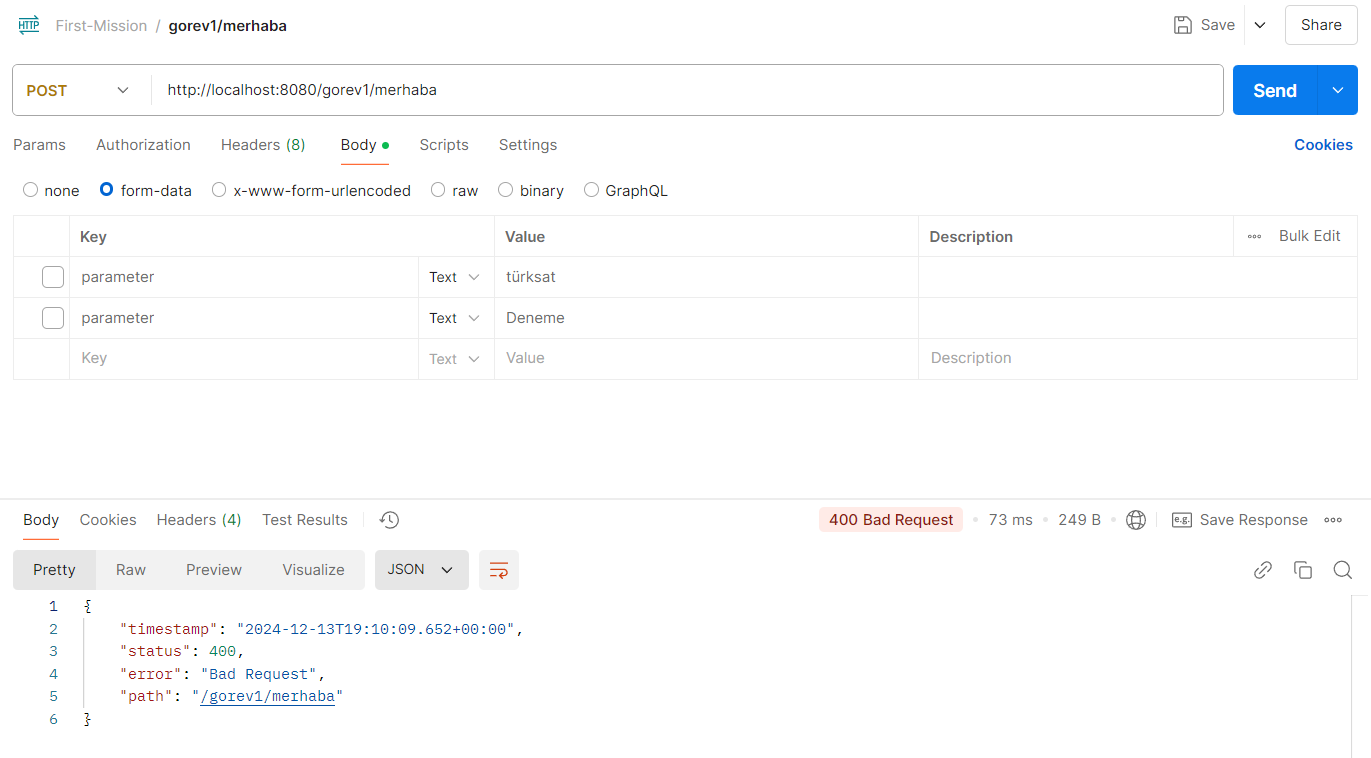 HTTP First-Mission / gorev1/merhaba Save Share
POST http://localhost:8080/gorev1/merhaba Send
Params Authorization Headers (8) Body Scripts Settings Cookies
none form-data x-www-form-urlencoded raw binary GraphQL
Key Value Description Bulk Edit
parameter Text türksat
parameter Text Deneme
Key Text Value Description
Body Cookies Headers (4) Test Results 400 Bad Request 73 ms 249 B e.g. Save Response
Pretty Raw Preview Visualize JSON
1 {
2 "timestamp": "2024-12-13T19:10:09.652+00:00",
3 "status": 400,
4 "error": "Bad Request",
5 "path": "/gorev1/merhaba"
6 }